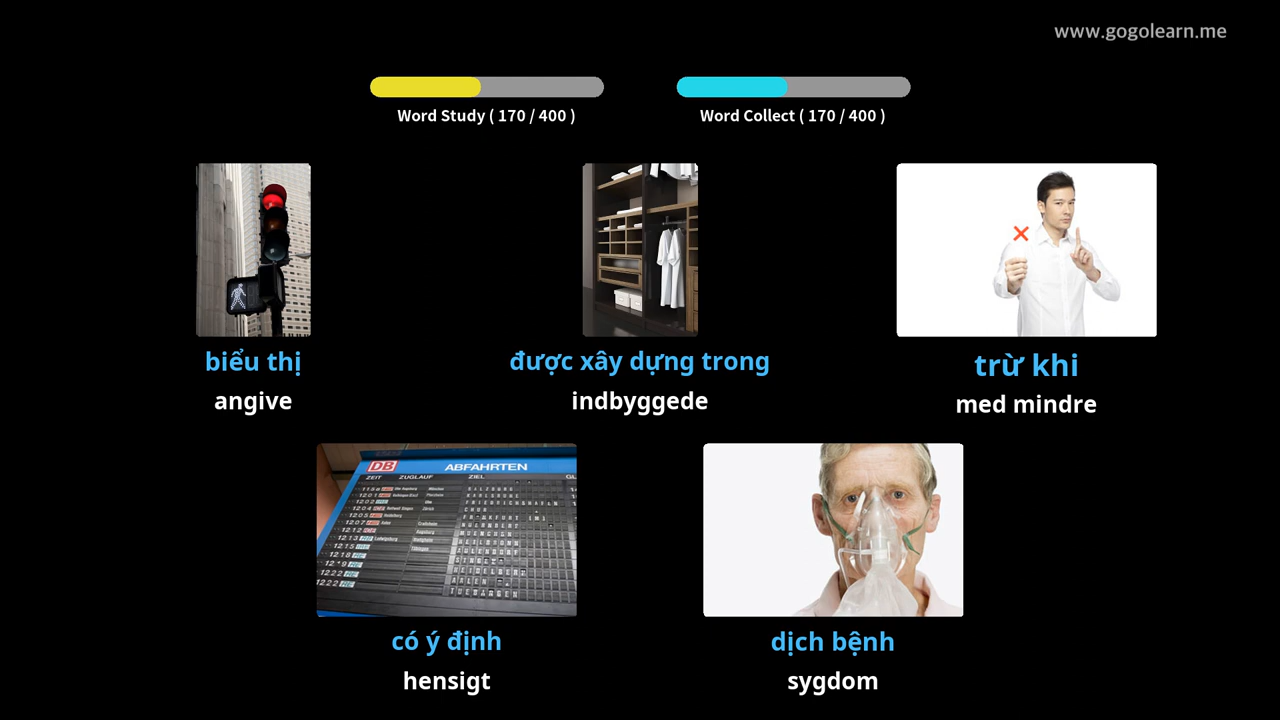 www.gogolearn.me
Word Study ( 170 / 400 )
Word Collect ( 170 / 400 )
biểu thị
angive
được xây dựng trong
indbyggede
trừ khi
med mindre
DB ABFAHRTEN
ZEIT ZUGLAUF ZIEL
có ý định
hensigt
dịch bệnh
sygdom